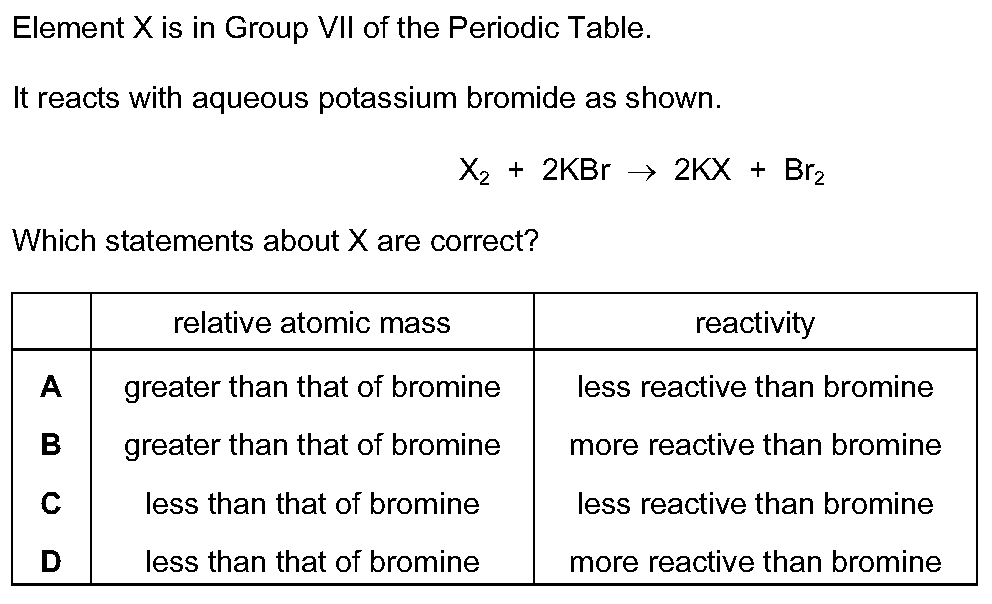 Element X is in Group VII of the Periodic Table.
It reacts with aqueous potassium bromide as shown.
X₂ + 2KBr → 2KX + Br₂
Which statements about X are correct?
relative atomic mass reactivity
A greater than that of bromine less reactive than bromine
B greater than that of bromine more reactive than bromine
C less than that of bromine less reactive than bromine
D less than that of bromine more reactive than bromine